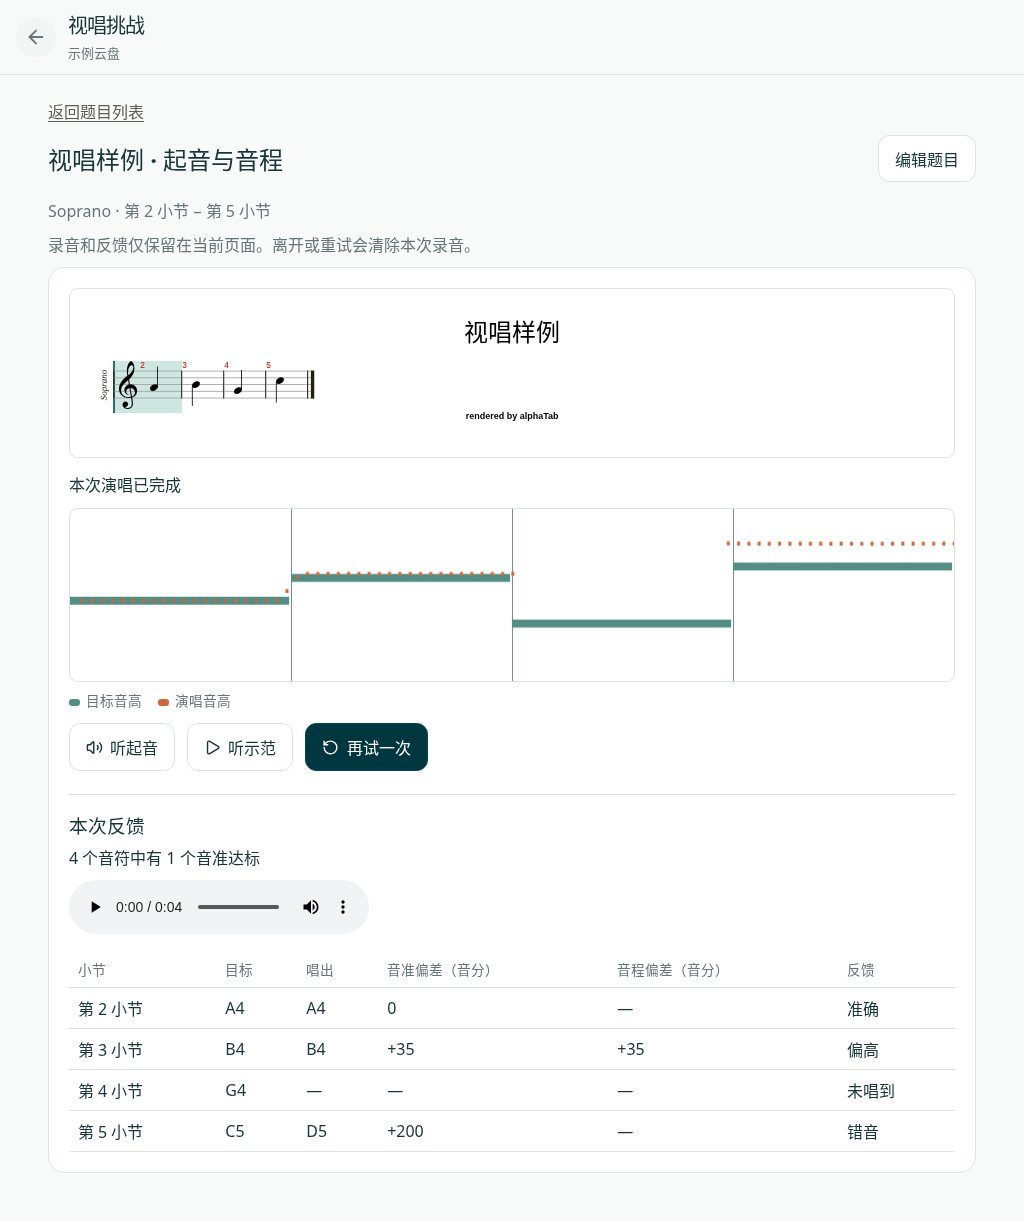 视唱挑战
示例云盘
返回题目列表
视唱样例 · 起音与音程
编辑题目
Soprano · 第 2 小节 – 第 5 小节
录音和反馈仅保留在当前页面。离开或重试会清除本次录音。
视唱样例
Soprano
2 3 4 5
rendered by alphaTab
本次演唱已完成
目标音高 演唱音高
听起音 听示范 再试一次
本次反馈
4 个音符中有 1 个音准达标
0:00 / 0:04
小节 目标 唱出 音准偏差（音分） 音程偏差（音分） 反馈
第 2 小节 A4 A4 0 — 准确
第 3 小节 B4 B4 +35 +35 偏高
第 4 小节 G4 — — — 未唱到
第 5 小节 C5 D5 +200 — 错音